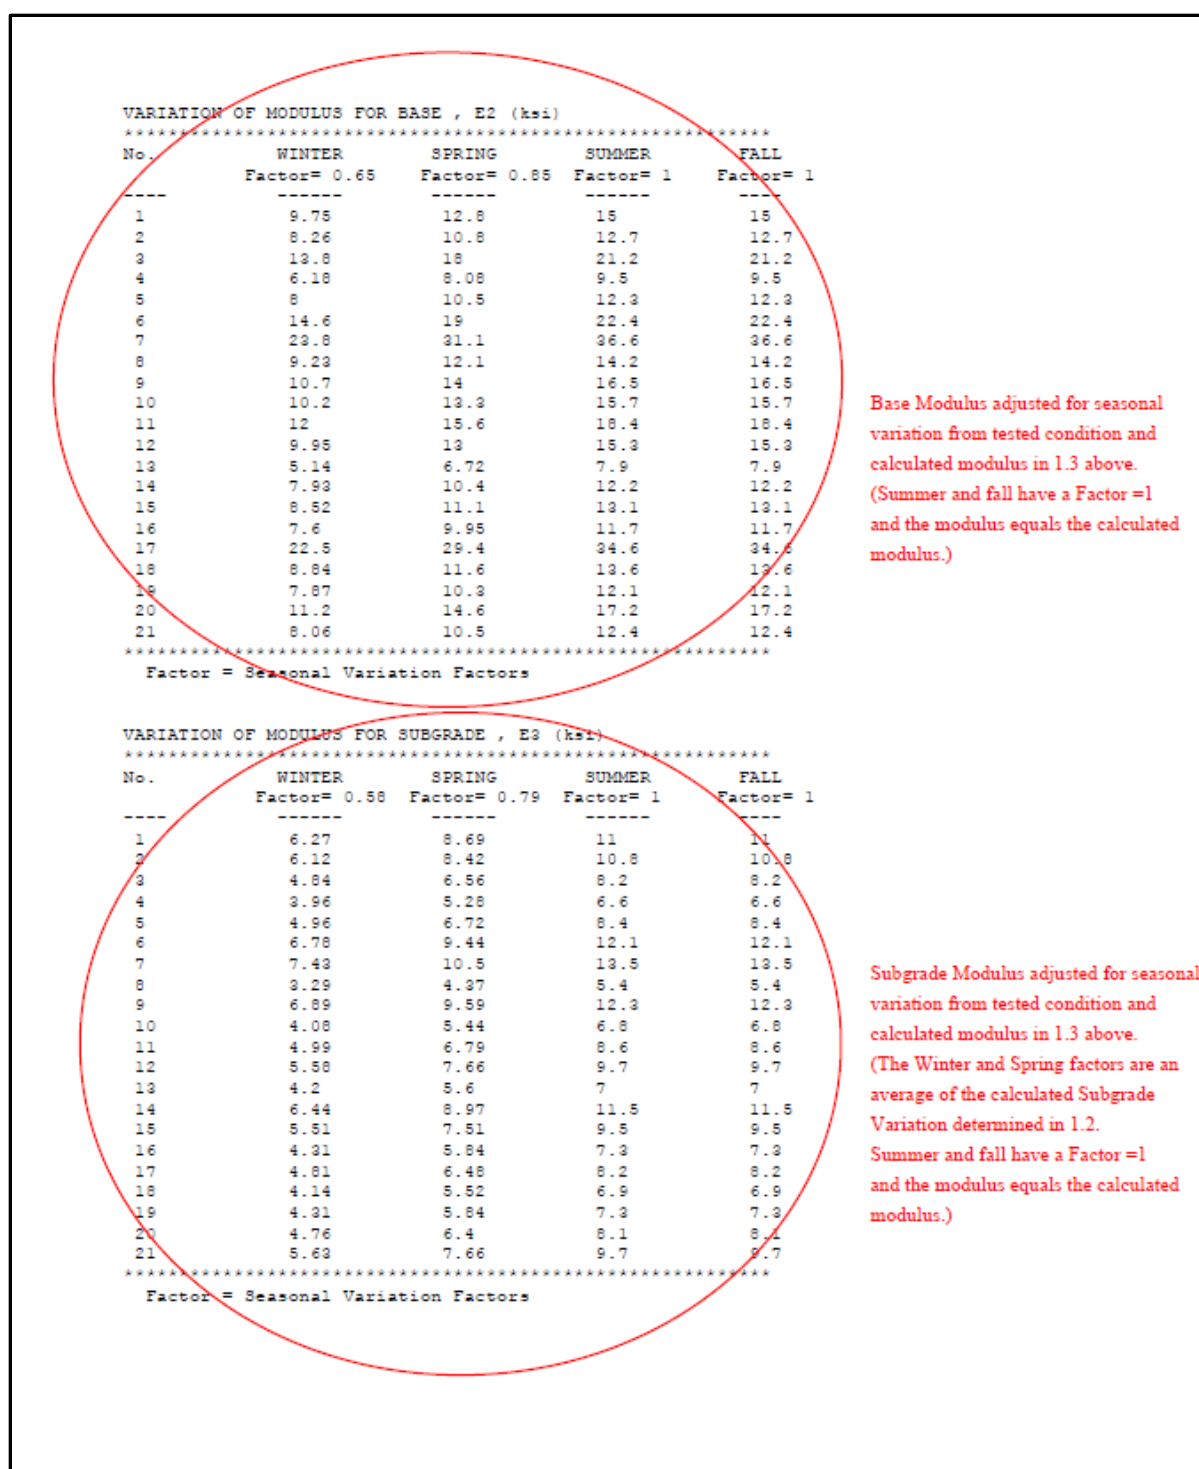 VARIATION OF MODULUS FOR BASE , E2 (ksi)
***********************************************************
No. WINTER SPRING SUMMER FALL
Factor= 0.65 Factor= 0.85 Factor= 1 Factor= 1
---- ------ ------ ------ ----
1 9.75 12.8 15 15
2 8.26 10.8 12.7 12.7
3 13.8 18 21.2 21.2
4 6.18 8.08 9.5 9.5
5 8 10.5 12.3 12.3
6 14.6 19 22.4 22.4
7 23.8 31.1 36.6 36.6
8 9.23 12.1 14.2 14.2
9 10.7 14 16.5 16.5
10 10.2 13.3 15.7 15.7
11 12 15.6 18.4 18.4
12 9.95 13 15.3 15.3
13 5.14 6.72 7.9 7.9
14 7.93 10.4 12.2 12.2
15 8.52 11.1 13.1 13.1
16 7.6 9.95 11.7 11.7
17 22.5 29.4 34.6 34.6
18 8.84 11.6 13.6 13.6
19 7.87 10.3 12.1 12.1
20 11.2 14.6 17.2 17.2
21 8.06 10.5 12.4 12.4
***********************************************************
Factor = Seasonal Variation Factors
Base Modulus adjusted for seasonal
variation from tested condition and
calculated modulus in 1.3 above.
(Summer and fall have a Factor =1
and the modulus equals the calculated
modulus.)
VARIATION OF MODULUS FOR SUBGRADE , E3 (ksi)
***********************************************************
No. WINTER SPRING SUMMER FALL
Factor= 0.58 Factor= 0.79 Factor= 1 Factor= 1
---- ------ ------ ------ ----
1 6.27 8.69 11 11
2 6.12 8.42 10.8 10.8
3 4.84 6.56 8.2 8.2
4 3.96 5.28 6.6 6.6
5 4.96 6.72 8.4 8.4
6 6.78 9.44 12.1 12.1
7 7.43 10.5 13.5 13.5
8 3.29 4.37 5.4 5.4
9 6.89 9.59 12.3 12.3
10 4.08 5.44 6.8 6.8
11 4.99 6.79 8.6 8.6
12 5.58 7.66 9.7 9.7
13 4.2 5.6 7 7
14 6.44 8.97 11.5 11.5
15 5.51 7.51 9.5 9.5
16 4.31 5.84 7.3 7.3
17 4.81 6.48 8.2 8.2
18 4.14 5.52 6.9 6.9
19 4.31 5.84 7.3 7.3
20 4.76 6.4 8.1 8.1
21 5.63 7.66 9.7 9.7
***********************************************************
Factor = Seasonal Variation Factors
Subgrade Modulus adjusted for seasonal
variation from tested condition and
calculated modulus in 1.3 above.
(The Winter and Spring factors are an
average of the calculated Subgrade
Variation determined in 1.2.
Summer and fall have a Factor =1
and the modulus equals the calculated
modulus.)